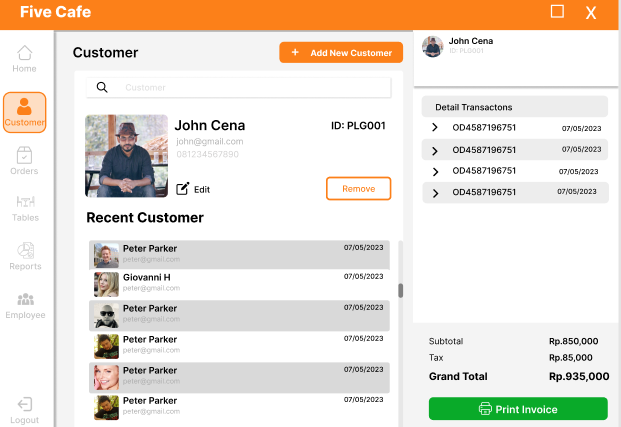 Five Cafe
X
Home
Customer
Orders
Tables
Reports
Employee
Logout
Customer
+ Add New Customer
Customer
John Cena
ID: PLG001
john@gmail.com
081234567890
Edit
Remove
Recent Customer
Peter Parker 07/05/2023
peter@gmail.com
Giovanni H 07/05/2023
peter@gmail.com
Peter Parker 07/05/2023
peter@gmail.com
Peter Parker 07/05/2023
peter@gmail.com
Peter Parker 07/05/2023
peter@gmail.com
Peter Parker 07/05/2023
peter@gmail.com
John Cena
ID: PLG001
Detail Transactons
OD4587196751 07/05/2023
OD4587196751 07/05/2023
OD4587196751 07/05/2023
OD4587196751 07/05/2023
Subtotal Rp.850,000
Tax Rp.85,000
Grand Total Rp.935,000
Print Invoice